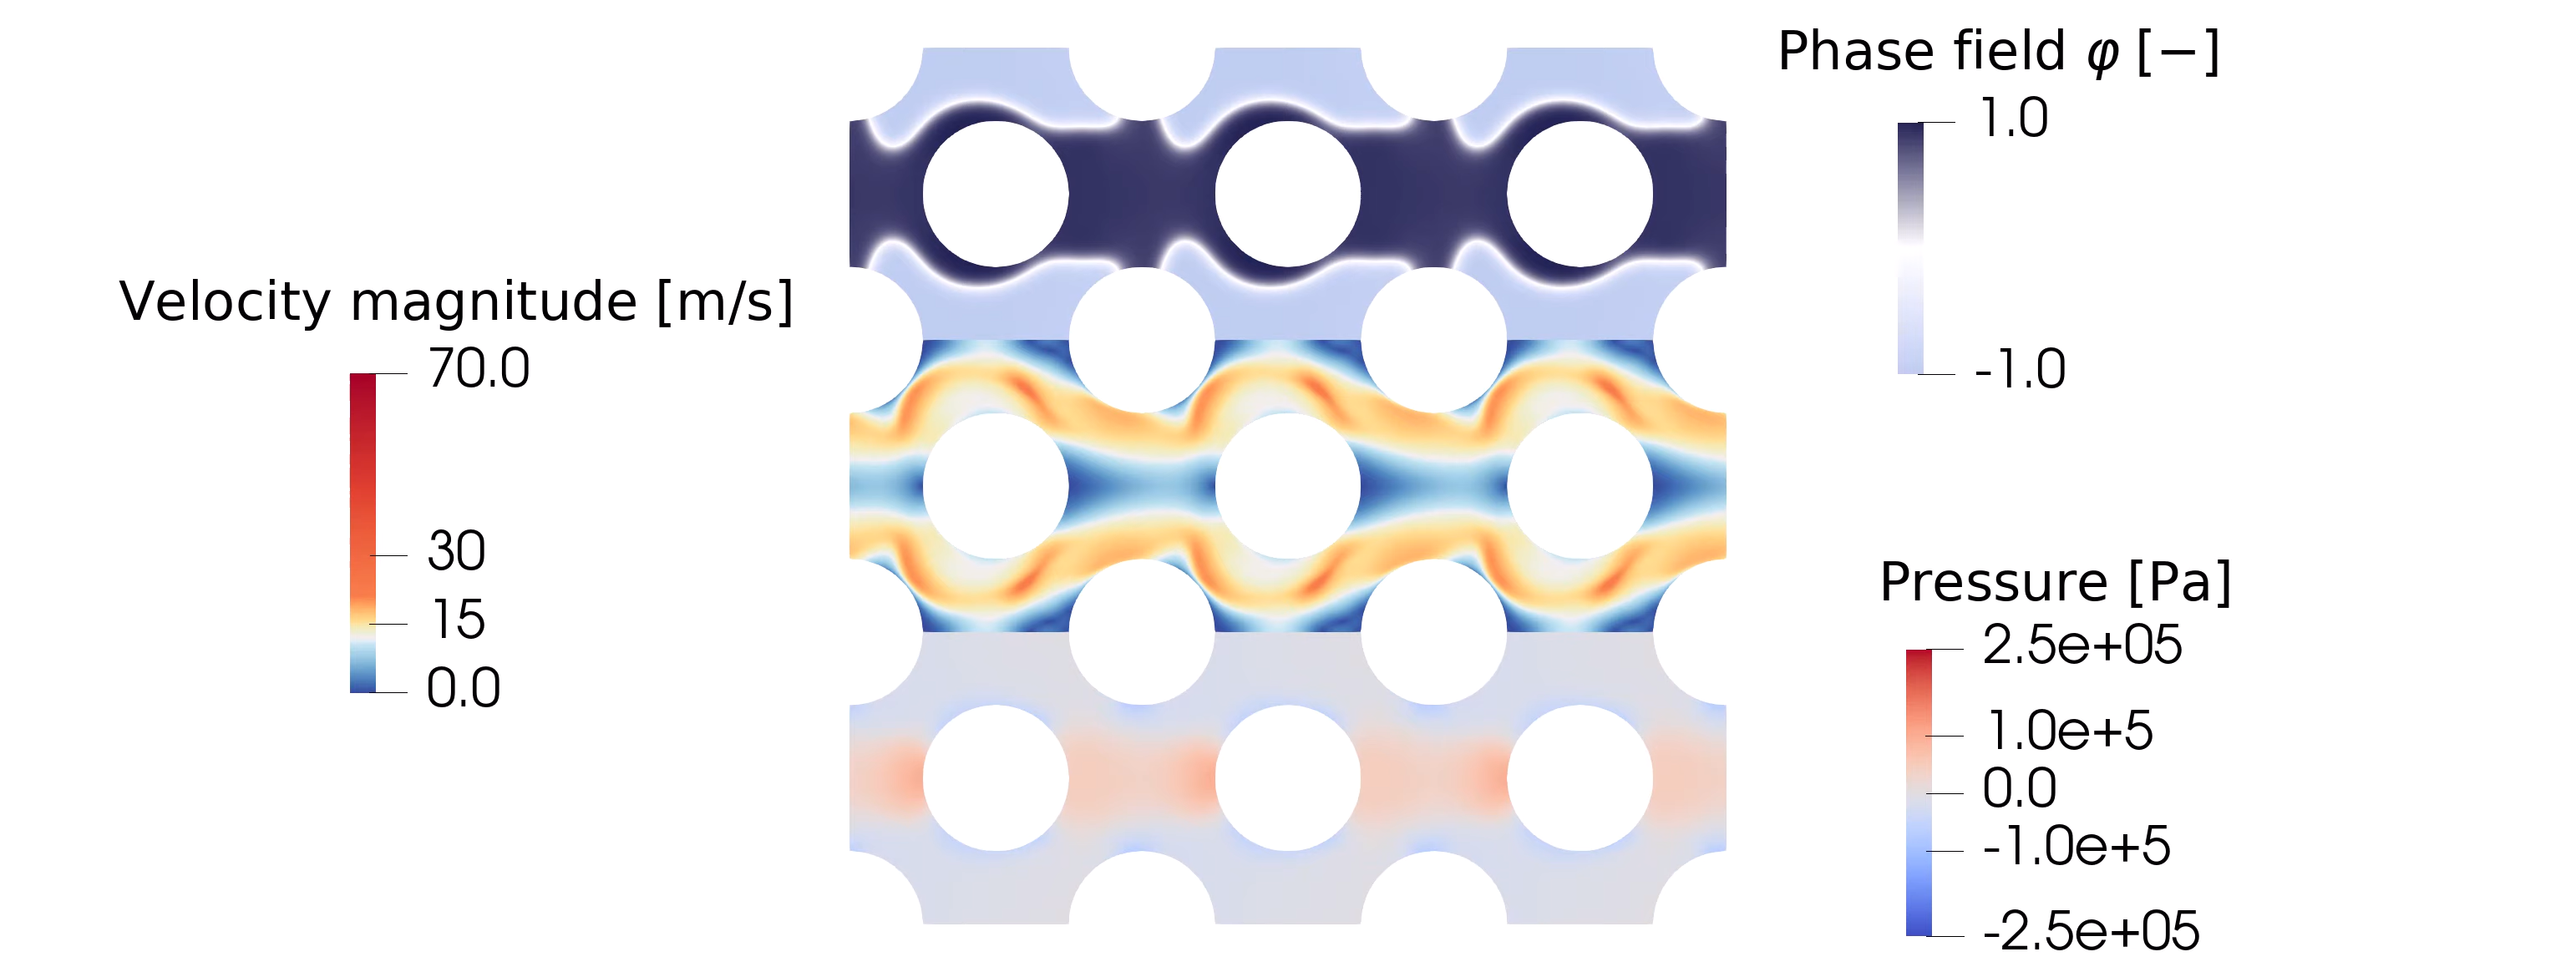 Velocity magnitude [m/s]
70.0
30
15
0.0
Phase field φ [−]
1.0
-1.0
Pressure [Pa]
2.5e+05
1.0e+5
0.0
-1.0e+5
-2.5e+05